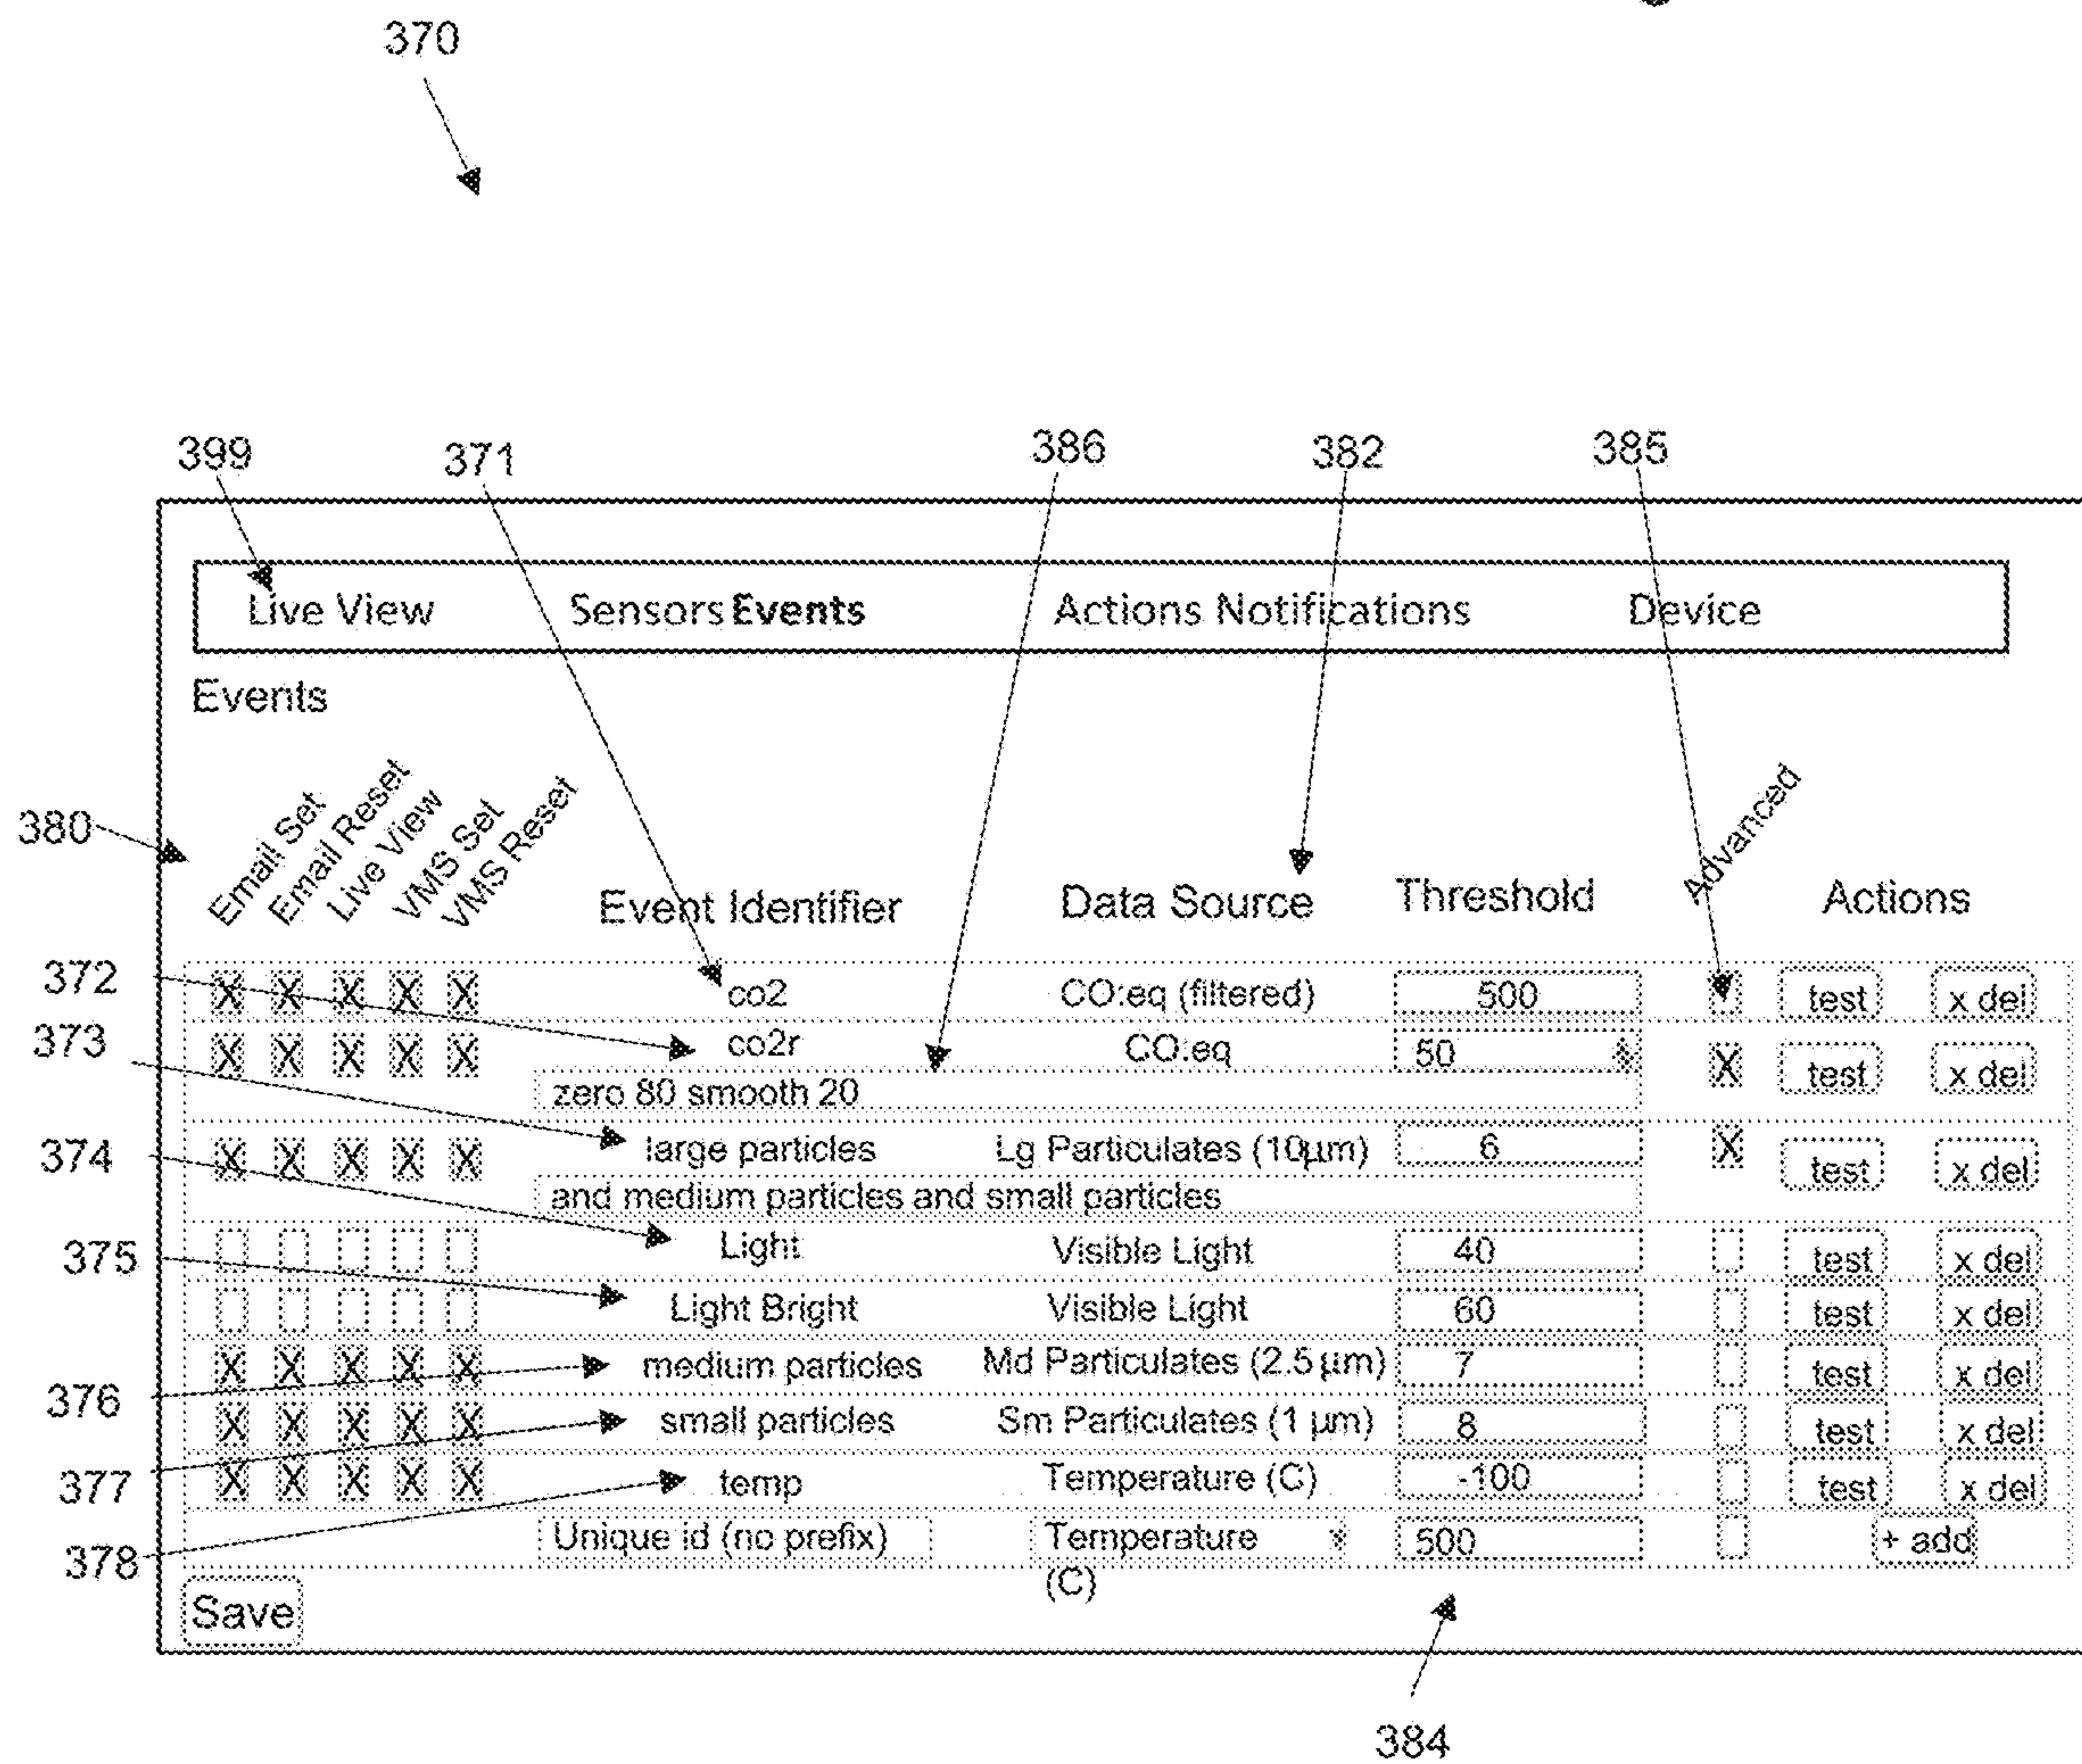 370
399 371 386 382 385
Live View Sensors Events Actions Notifications Device
Events
380
Email Set
Email Reset
Live View
VMS Set
VMS Reset
Event Identifier Data Source Threshold Advanced Actions
372 X X X X X co2 CO:eq (filtered) 500 test x del
373 X X X X X co2r CO:eq 50 X test x del
zero 80 smooth 20
374 X X X X X large particles Lg Particulates (10µm) 6 X test x del
and medium particles and small particles
375 Light Visible Light 40 test x del
Light Bright Visible Light 60 test x del
376 X X X X X medium particles Md Particulates (2.5 µm) 7 test x del
X X X X X small particles Sm Particulates (1 µm) 8 test x del
377 X X X X X temp Temperature (C) -100 test x del
378 Unique id (no prefix) Temperature 500 + add
(C)
Save
384